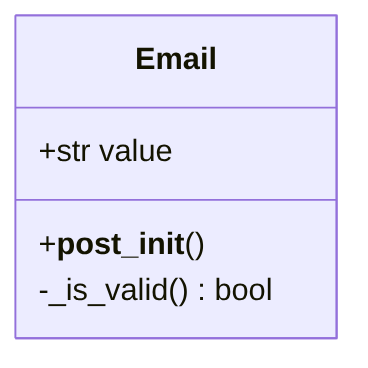 Email
+str value
+post_init()
-_is_valid() : bool